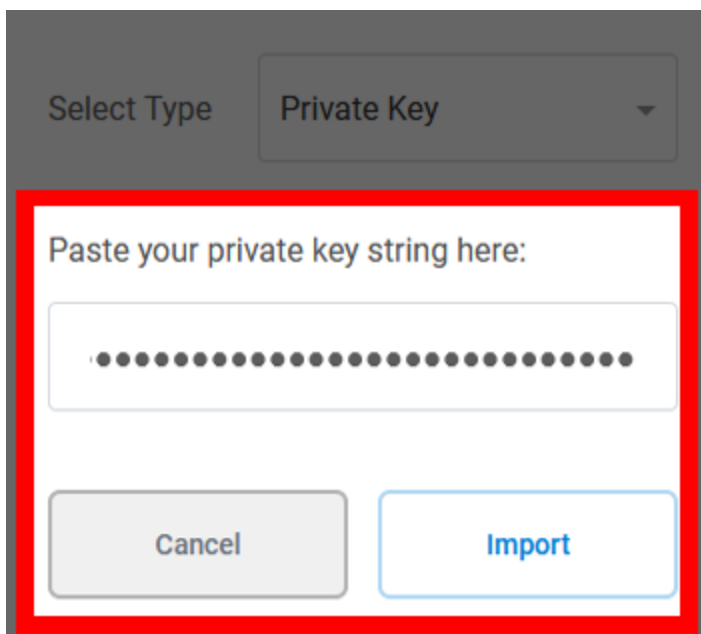 Select Type Private Key
Paste your private key string here:
••••••••••••••••••••••••••••
Cancel Import